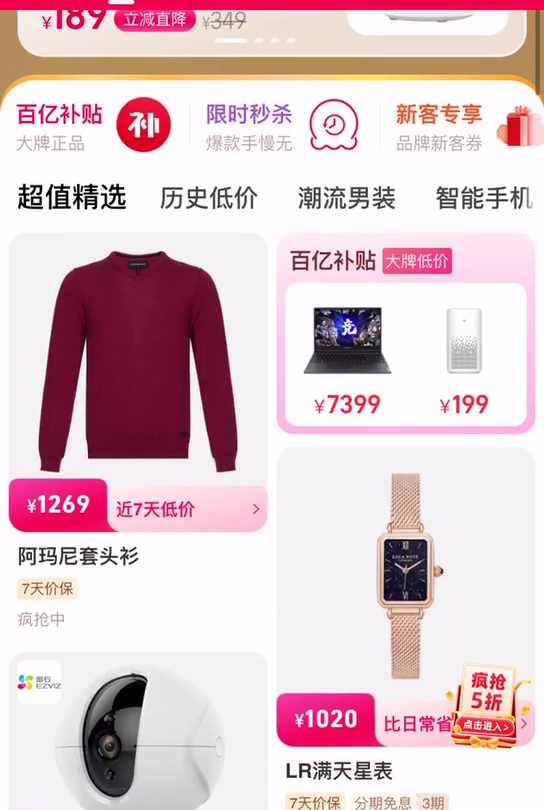 ¥189 立减直降 ¥349
百亿补贴
大牌正品
补
限时秒杀
爆款手慢无
新客专享
品牌新客券
超值精选 历史低价 潮流男装 智能手机
百亿补贴 大牌低价
竞
¥7399 ¥199
¥1269 近7天低价
阿玛尼套头衫
7天价保
疯抢中
萤石
EZVIZ
LOLA ROSE
疯抢
5折
点击进入>
¥1020 比日常省
LR满天星表
7天价保 分期免息 3期